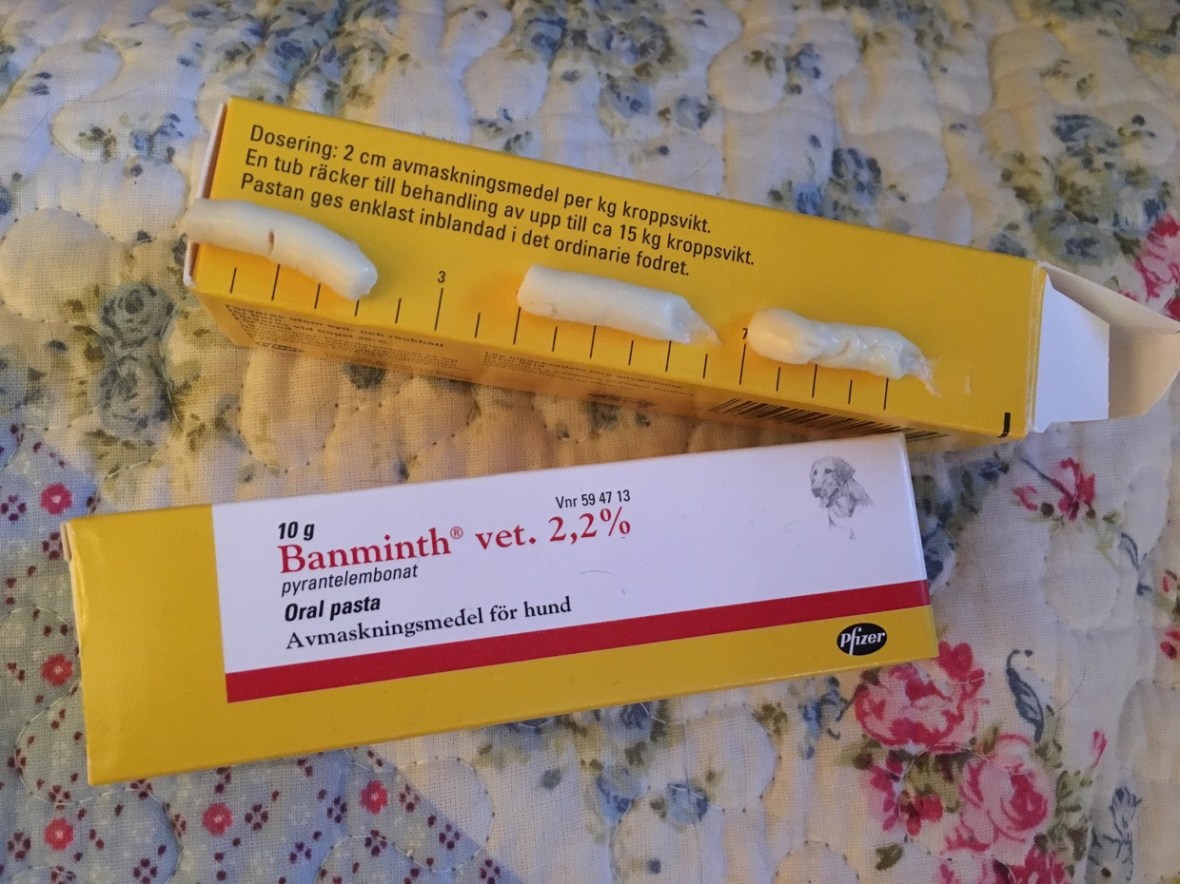 Dosering: 2 cm avmaskningsmedel per kg kroppsvikt.
En tub räcker till behandling av upp till ca 15 kg kroppsvikt.
Pastan ges enklast inblandad i det ordinarie fodret.
3
7
10 g
Vnr 59 47 13
Banminth® vet. 2,2%
pyrantelembonat
Oral pasta
Avmaskningsmedel för hund
Pfizer